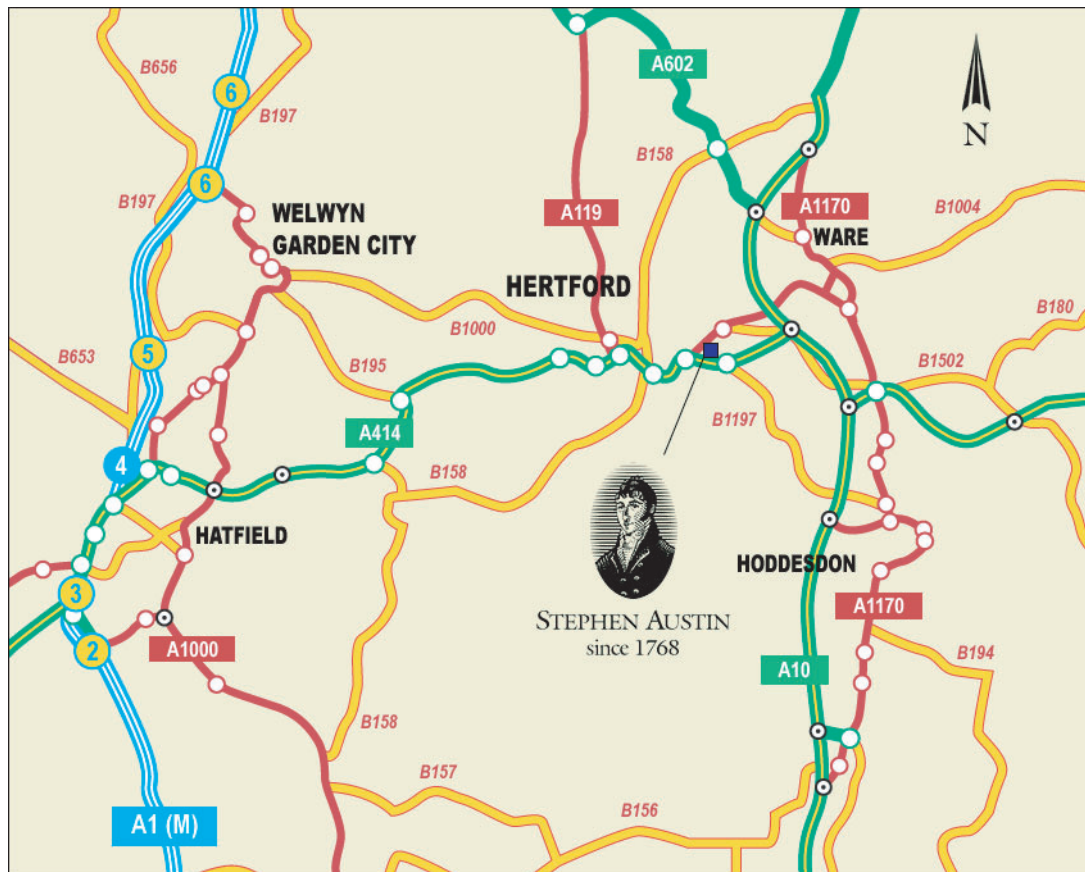 A602
B656
6
B197
N
B158
6
B197
A1170
WELWYN
GARDEN CITY
A119
B1004
WARE
HERTFORD
B180
B1000
5
B653
B195
B1502
B1197
A414
4
B158
HATFIELD
HODDESDON
3
STEPHEN AUSTIN
since 1768
A1170
2
A1000
B194
A10
B158
B157
B156
A1 (M)